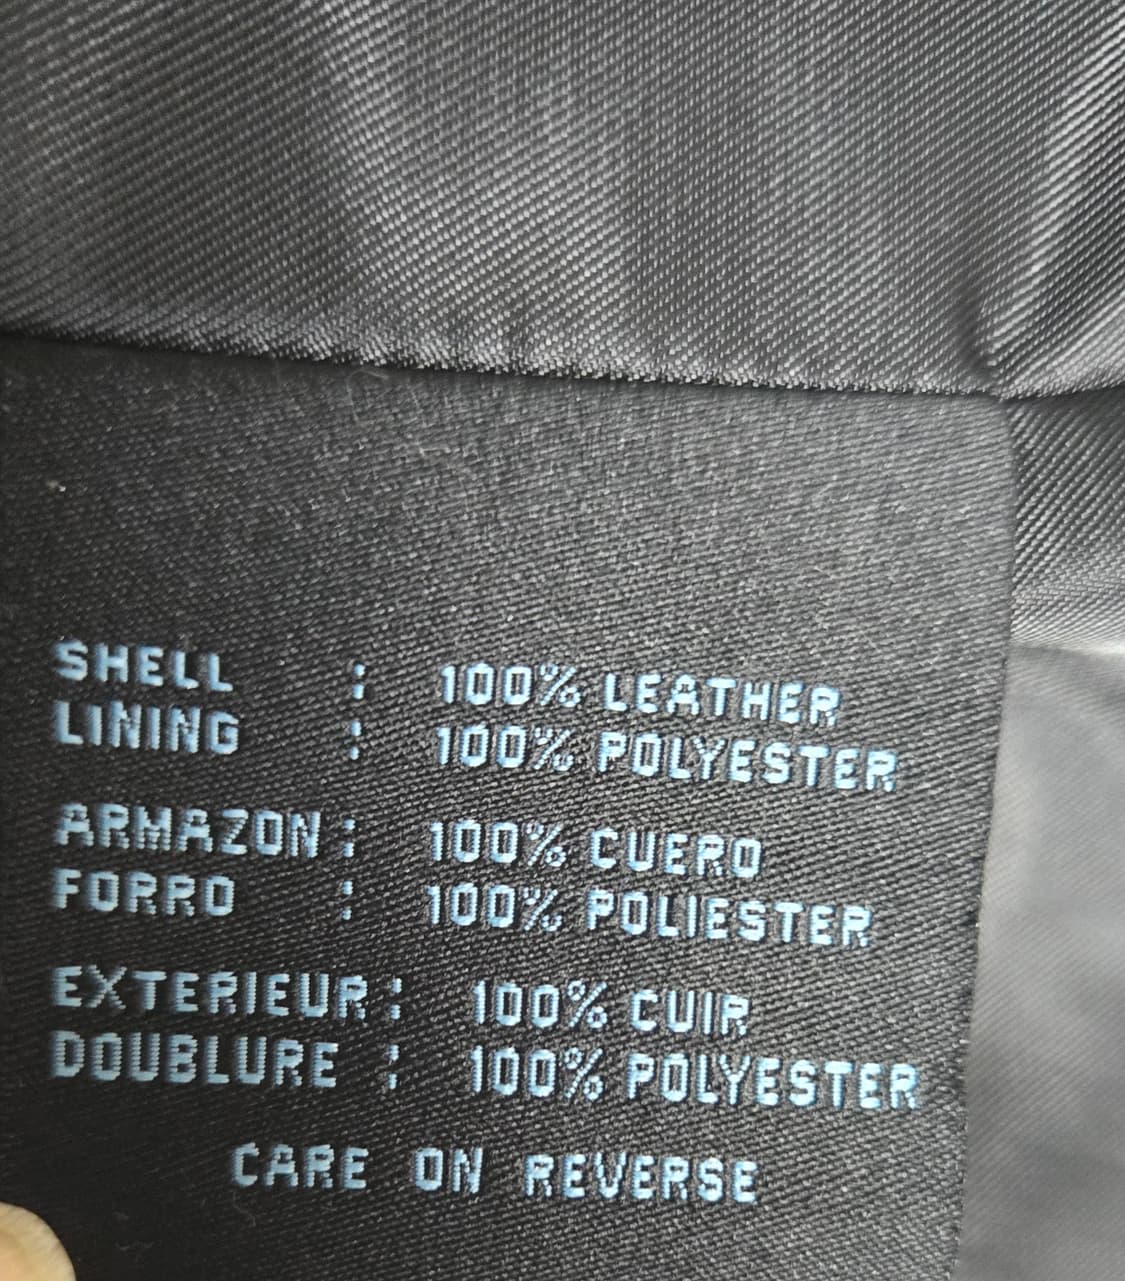 SHELL : 100% LEATHER
LINING : 100% POLYESTER
ARMAZON : 100% CUERO
FORRO : 100% POLIESTER
EXTERIEUR : 100% CUIR
DOUBLURE : 100% POLYESTER
CARE ON REVERSE